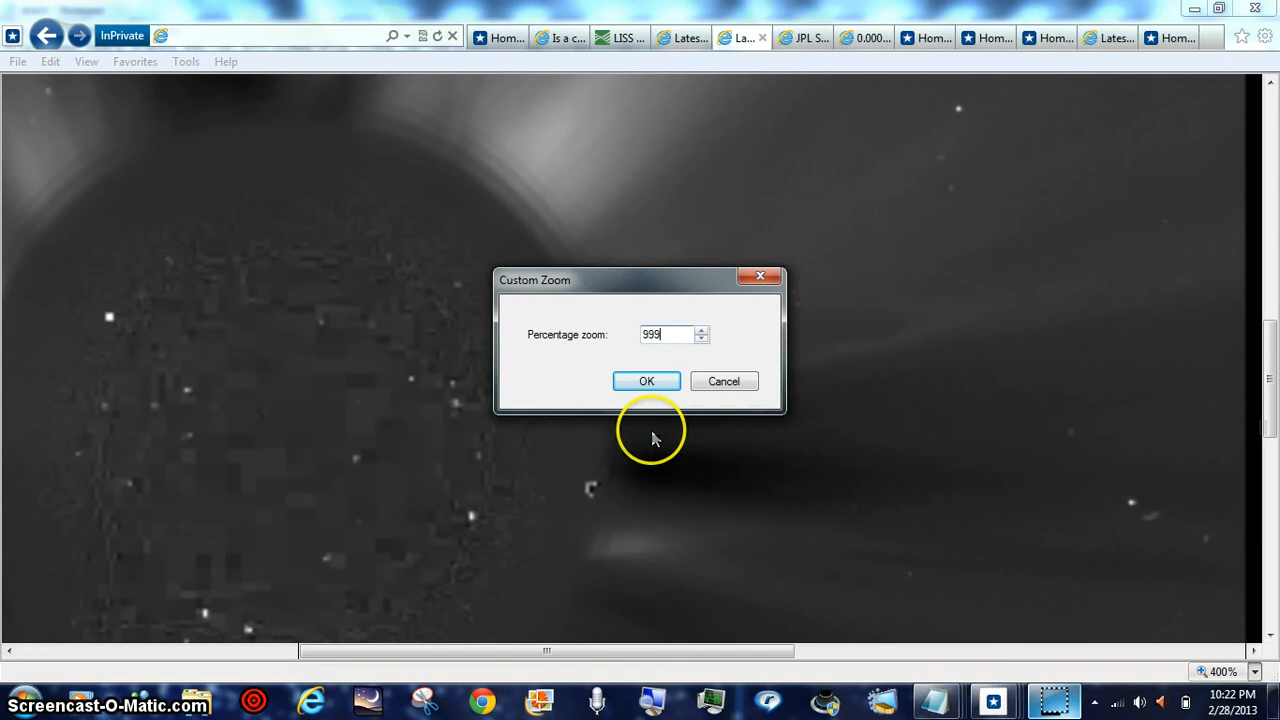 InPrivate
Hom...
Is a c...
LISS ...
Lates...
La...
JPL S...
0.000...
Hom...
Hom...
Hom...
Lates...
Hom...
File Edit View Favorites Tools Help
Custom Zoom
Percentage zoom: 999
OK Cancel
400%
10:22 PM
2/28/2013
Screencast-O-Matic.com